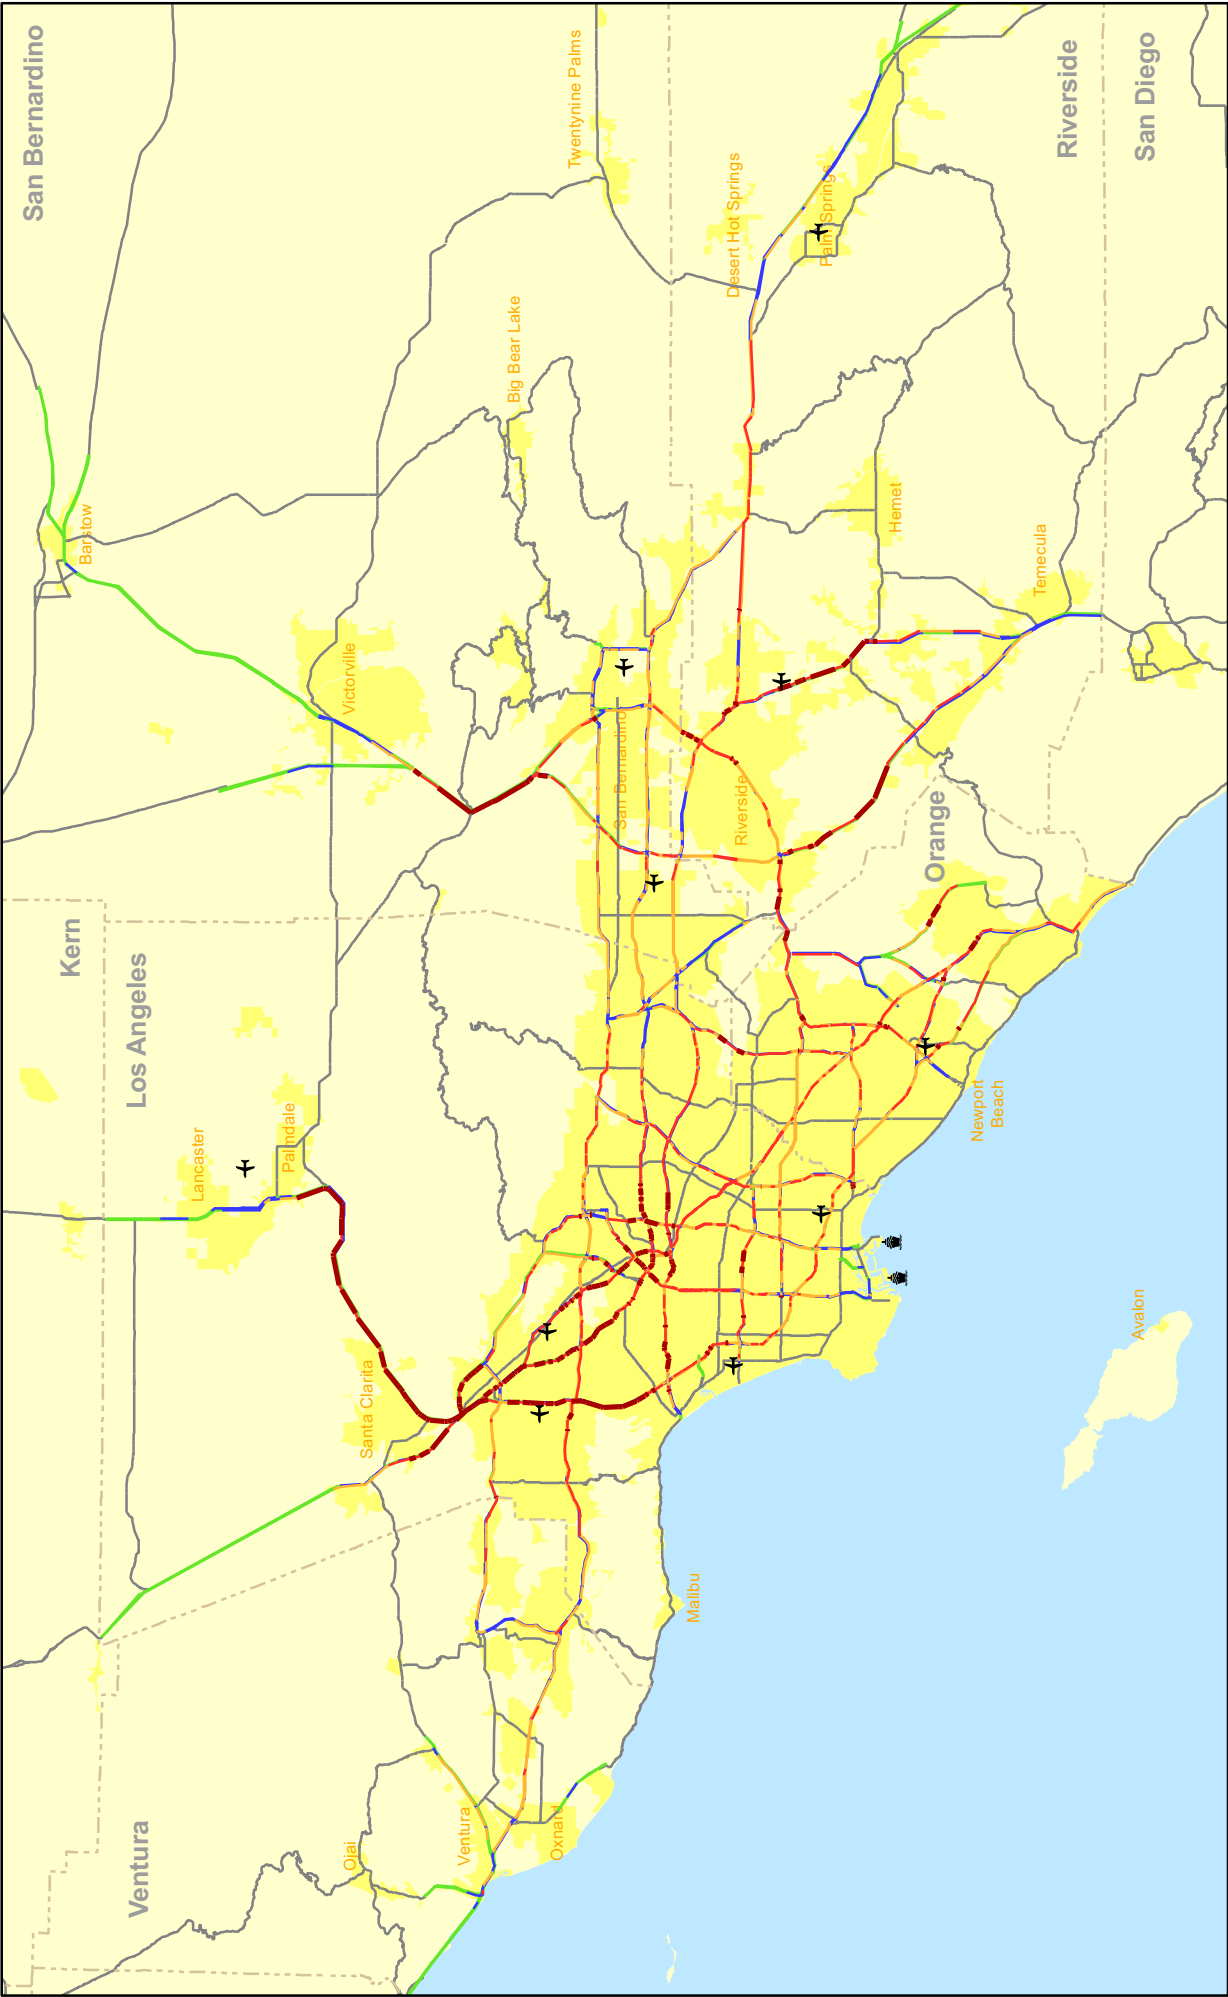 San Bernardino
Kern
Los Angeles
Ventura
Riverside
San Diego
Orange
Barstow
Twentynine Palms
Victorville
Big Bear Lake
Desert Hot Springs
Palm Springs
Lancaster
Palmdale
Santa Clarita
San Bernardino
Riverside
Hemet
Temecula
Ojai
Ventura
Oxnard
Malibu
Newport
Beach
Avalon